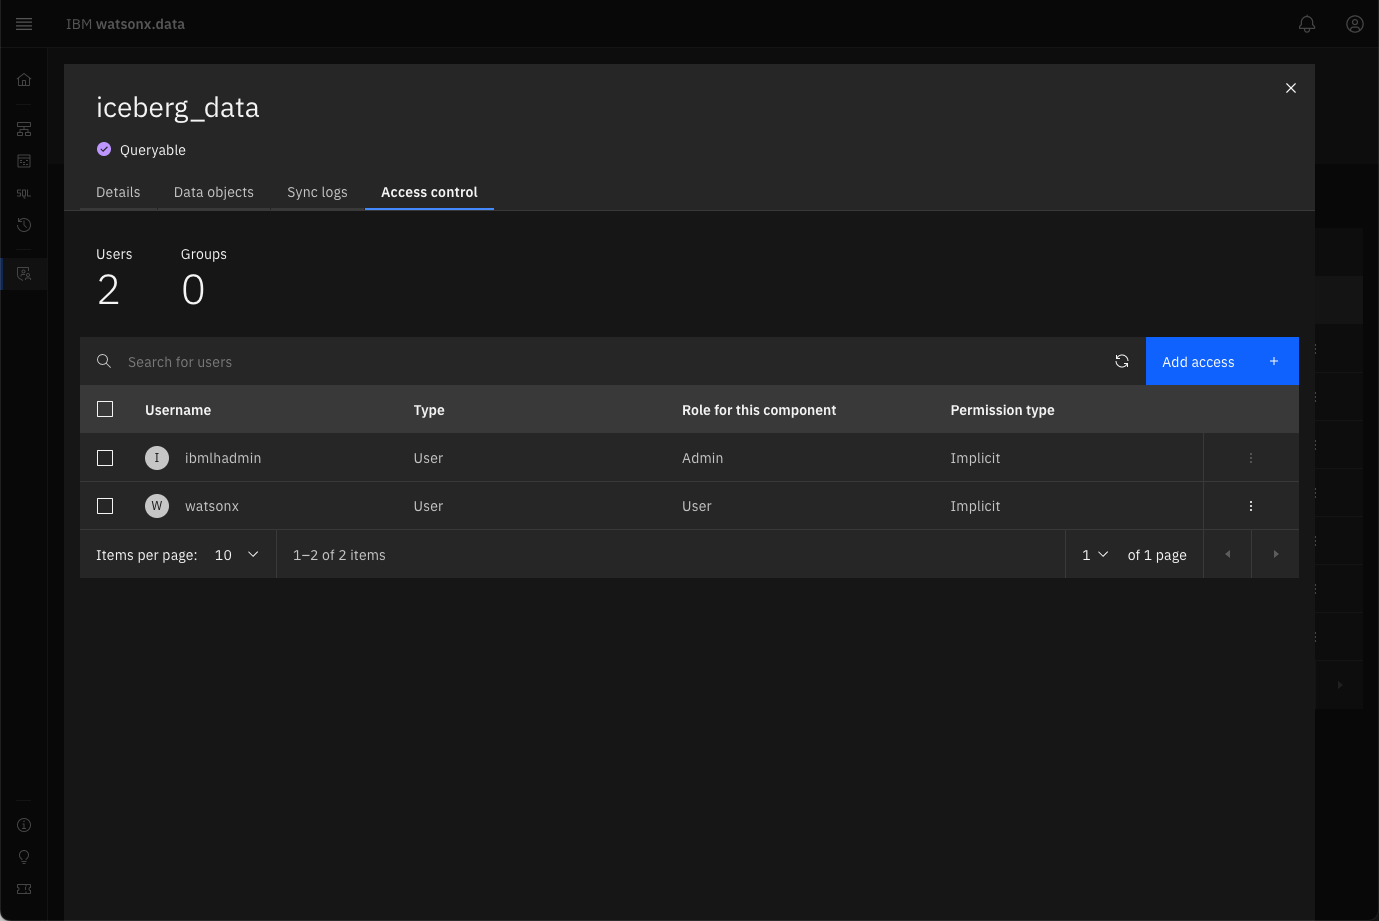 IBM watsonx.data
SQL
iceberg_data
Queryable
Details Data objects Sync logs Access control
Users Groups
2 0
Search for users Add access +
Username Type Role for this component Permission type
I ibmlhadmin User Admin Implicit
W watsonx User User Implicit
Items per page: 10 1–2 of 2 items 1 of 1 page